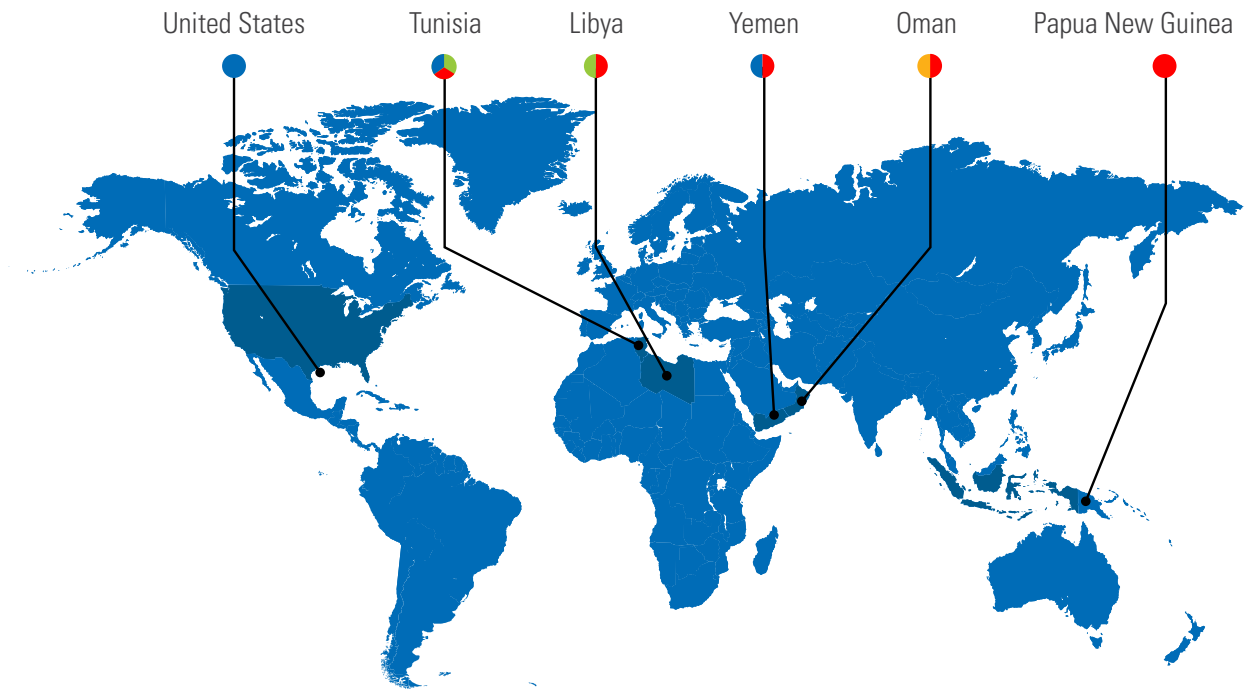 United States
Tunisia
Libya
Yemen
Oman
Papua New Guinea